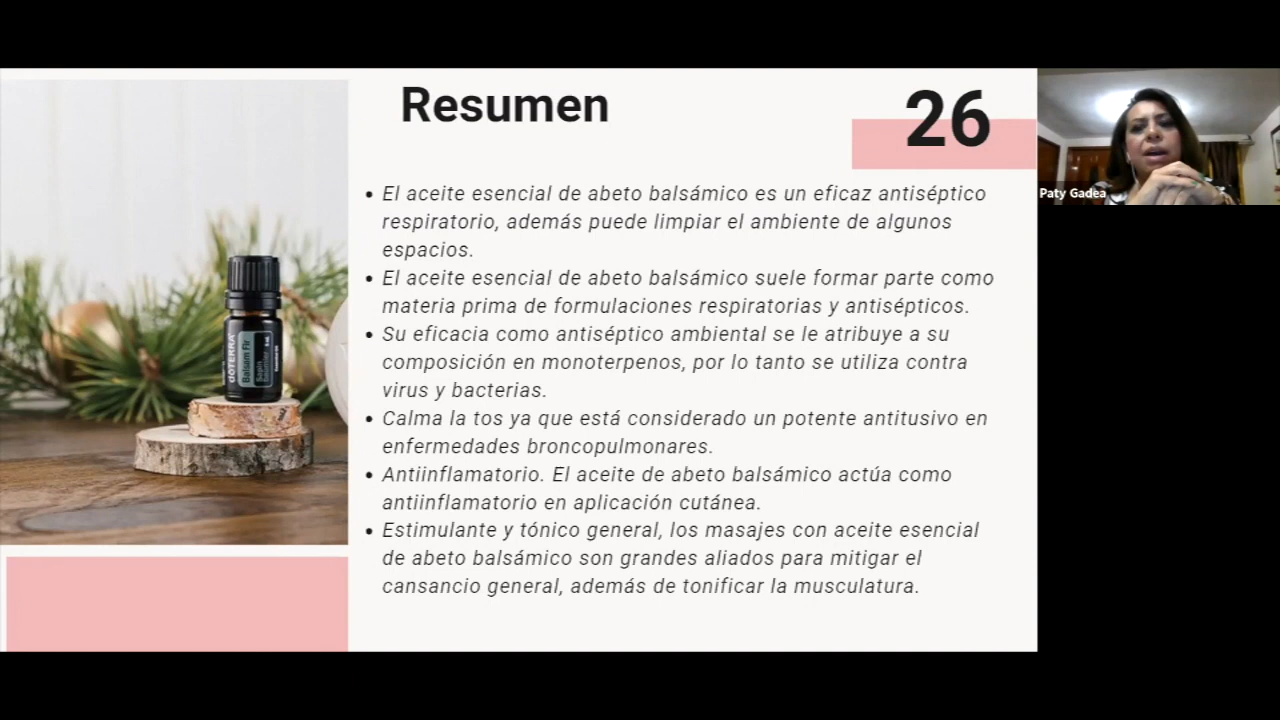 Resumen
26
• El aceite esencial de abeto balsámico es un eficaz antiséptico
respiratorio, además puede limpiar el ambiente de algunos
espacios.
• El aceite esencial de abeto balsámico suele formar parte como
materia prima de formulaciones respiratorias y antisépticos.
• Su eficacia como antiséptico ambiental se le atribuye a su
composición en monoterpenos, por lo tanto se utiliza contra
virus y bacterias.
• Calma la tos ya que está considerado un potente antitusivo en
enfermedades broncopulmonares.
• Antiinflamatorio. El aceite de abeto balsámico actúa como
antiinflamatorio en aplicación cutánea.
• Estimulante y tónico general, los masajes con aceite esencial
de abeto balsámico son grandes aliados para mitigar el
cansancio general, además de tonificar la musculatura.
Paty Gadea
dōTERRA
Balsam Fir
Sapin